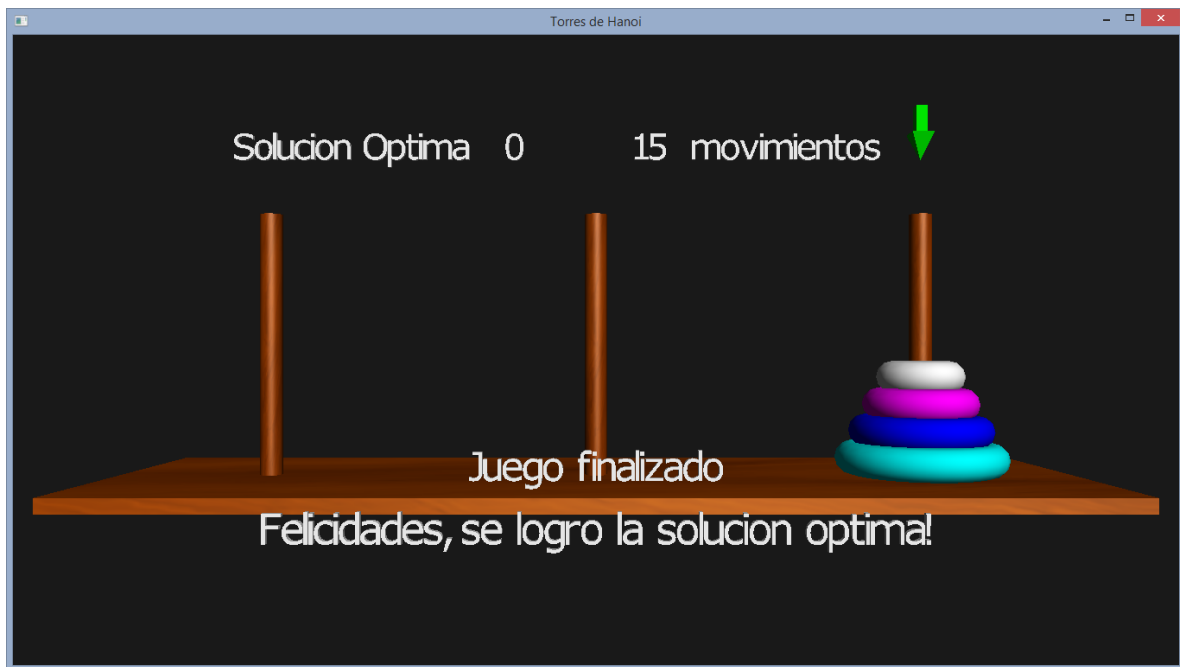 Torres de Hanoi
Solucion Optima 0 15 movimientos
Juego finalizado
Felicidades, se logro la solucion optima!